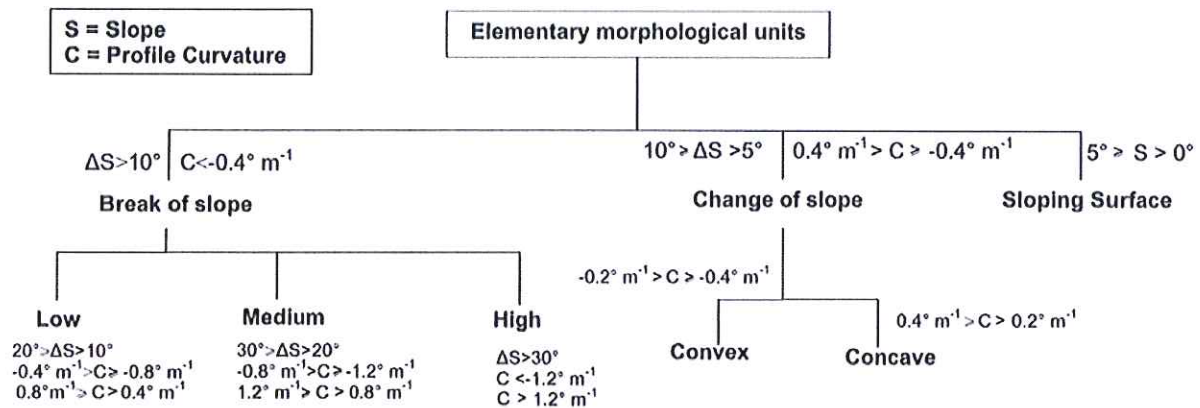 S = Slope
C = Profile Curvature
Elementary morphological units
ΔS>10° C<-0.4° m⁻¹
10° ⩾ ΔS >5° 0.4° m⁻¹ > C ⩾ -0.4° m⁻¹
5° ⩾ S > 0°
Break of slope
Change of slope
Sloping Surface
-0.2° m⁻¹ > C ⩾ -0.4° m⁻¹
0.4° m⁻¹ ⩾ C > 0.2° m⁻¹
Low
Medium
High
Convex
Concave
20°⩾ΔS>10°
-0.4° m⁻¹>C⩾ -0.8° m⁻¹
0.8°m⁻¹⩾ C > 0.4° m⁻¹
30°⩾ΔS>20°
-0.8° m⁻¹>C⩾ -1.2° m⁻¹
1.2° m⁻¹⩾ C > 0.8° m⁻¹
ΔS>30°
C <-1.2° m⁻¹
C > 1.2° m⁻¹